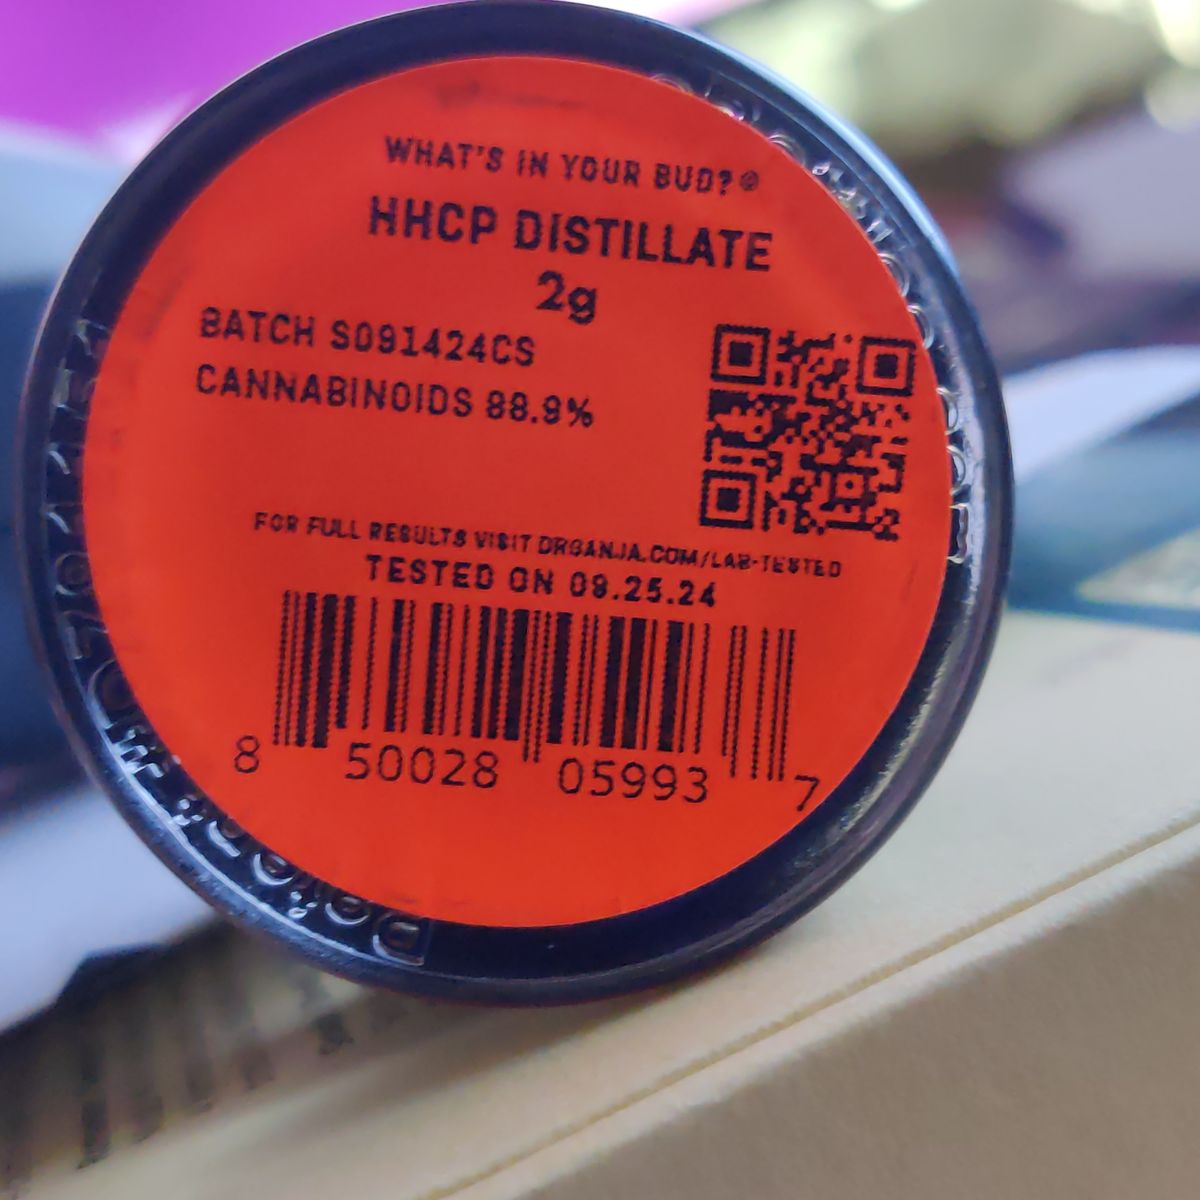 WHAT'S IN YOUR BUD?®
HHCP DISTILLATE
2g
BATCH S091424CS
CANNABINOIDS 88.9%
FOR FULL RESULTS VISIT DRGANJA.COM/LAB-TESTED
TESTED ON 09.25.24
8 50028 05993 7